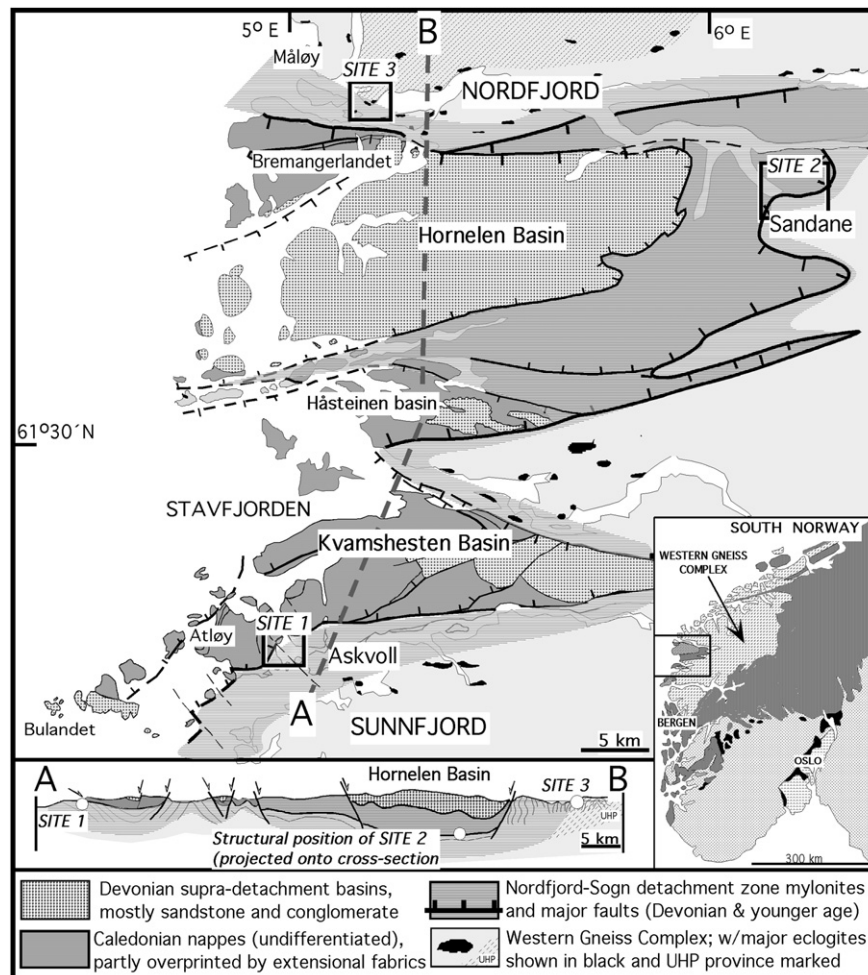 5º E
A
B
6º E
Måløy
SITE 3
NORDFJORD
Bremangerlandet
SITE 2
Sandane
Hornelen Basin
Håsteinen basin
61º30´N
STAVFJORDEN
Kvamshesten Basin
SITE 1
Atløy
Askvoll
Bulandet
A
SUNNFJORD
5 km
SOUTH NORWAY
WESTERN GNEISS
COMPLEX
BERGEN
OSLO
300 km
A
Hornelen Basin
B
SITE 1
SITE 3
UHP
Structural position of SITE 2
(projected onto cross-section
5 km
Devonian supra-detachment basins,
mostly sandstone and conglomerate
Nordfjord-Sogn detachment zone mylonites
and major faults (Devonian & younger age)
Caledonian nappes (undifferentiated),
partly overprinted by extensional fabrics
UHP
Western Gneiss Complex; w/major eclogites
shown in black and UHP province marked